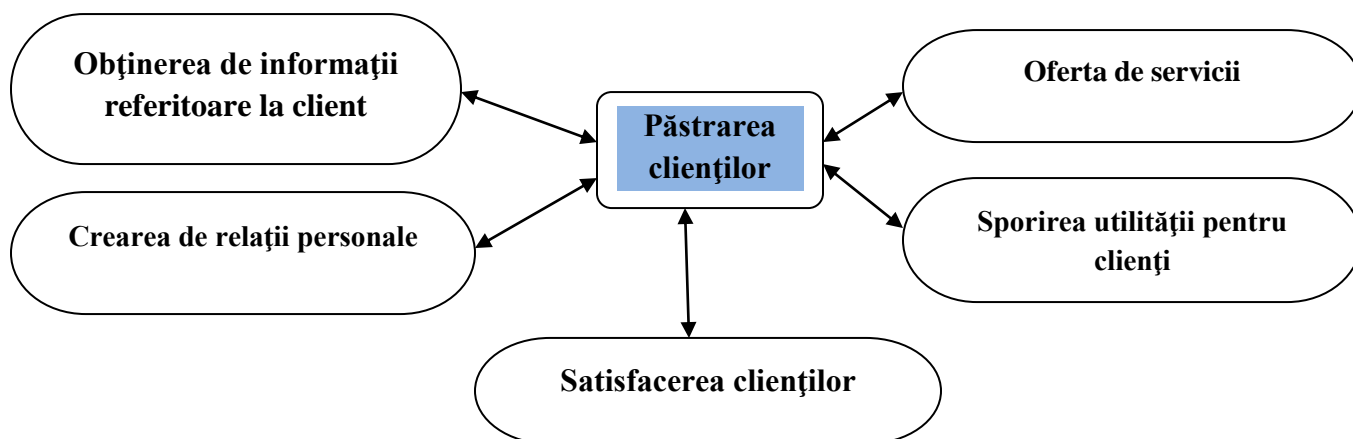 Obţinerea de informaţii
referitoare la client
Oferta de servicii
Păstrarea
clienţilor
Crearea de relaţii personale
Sporirea utilităţii pentru
clienţi
Satisfacerea clienţilor